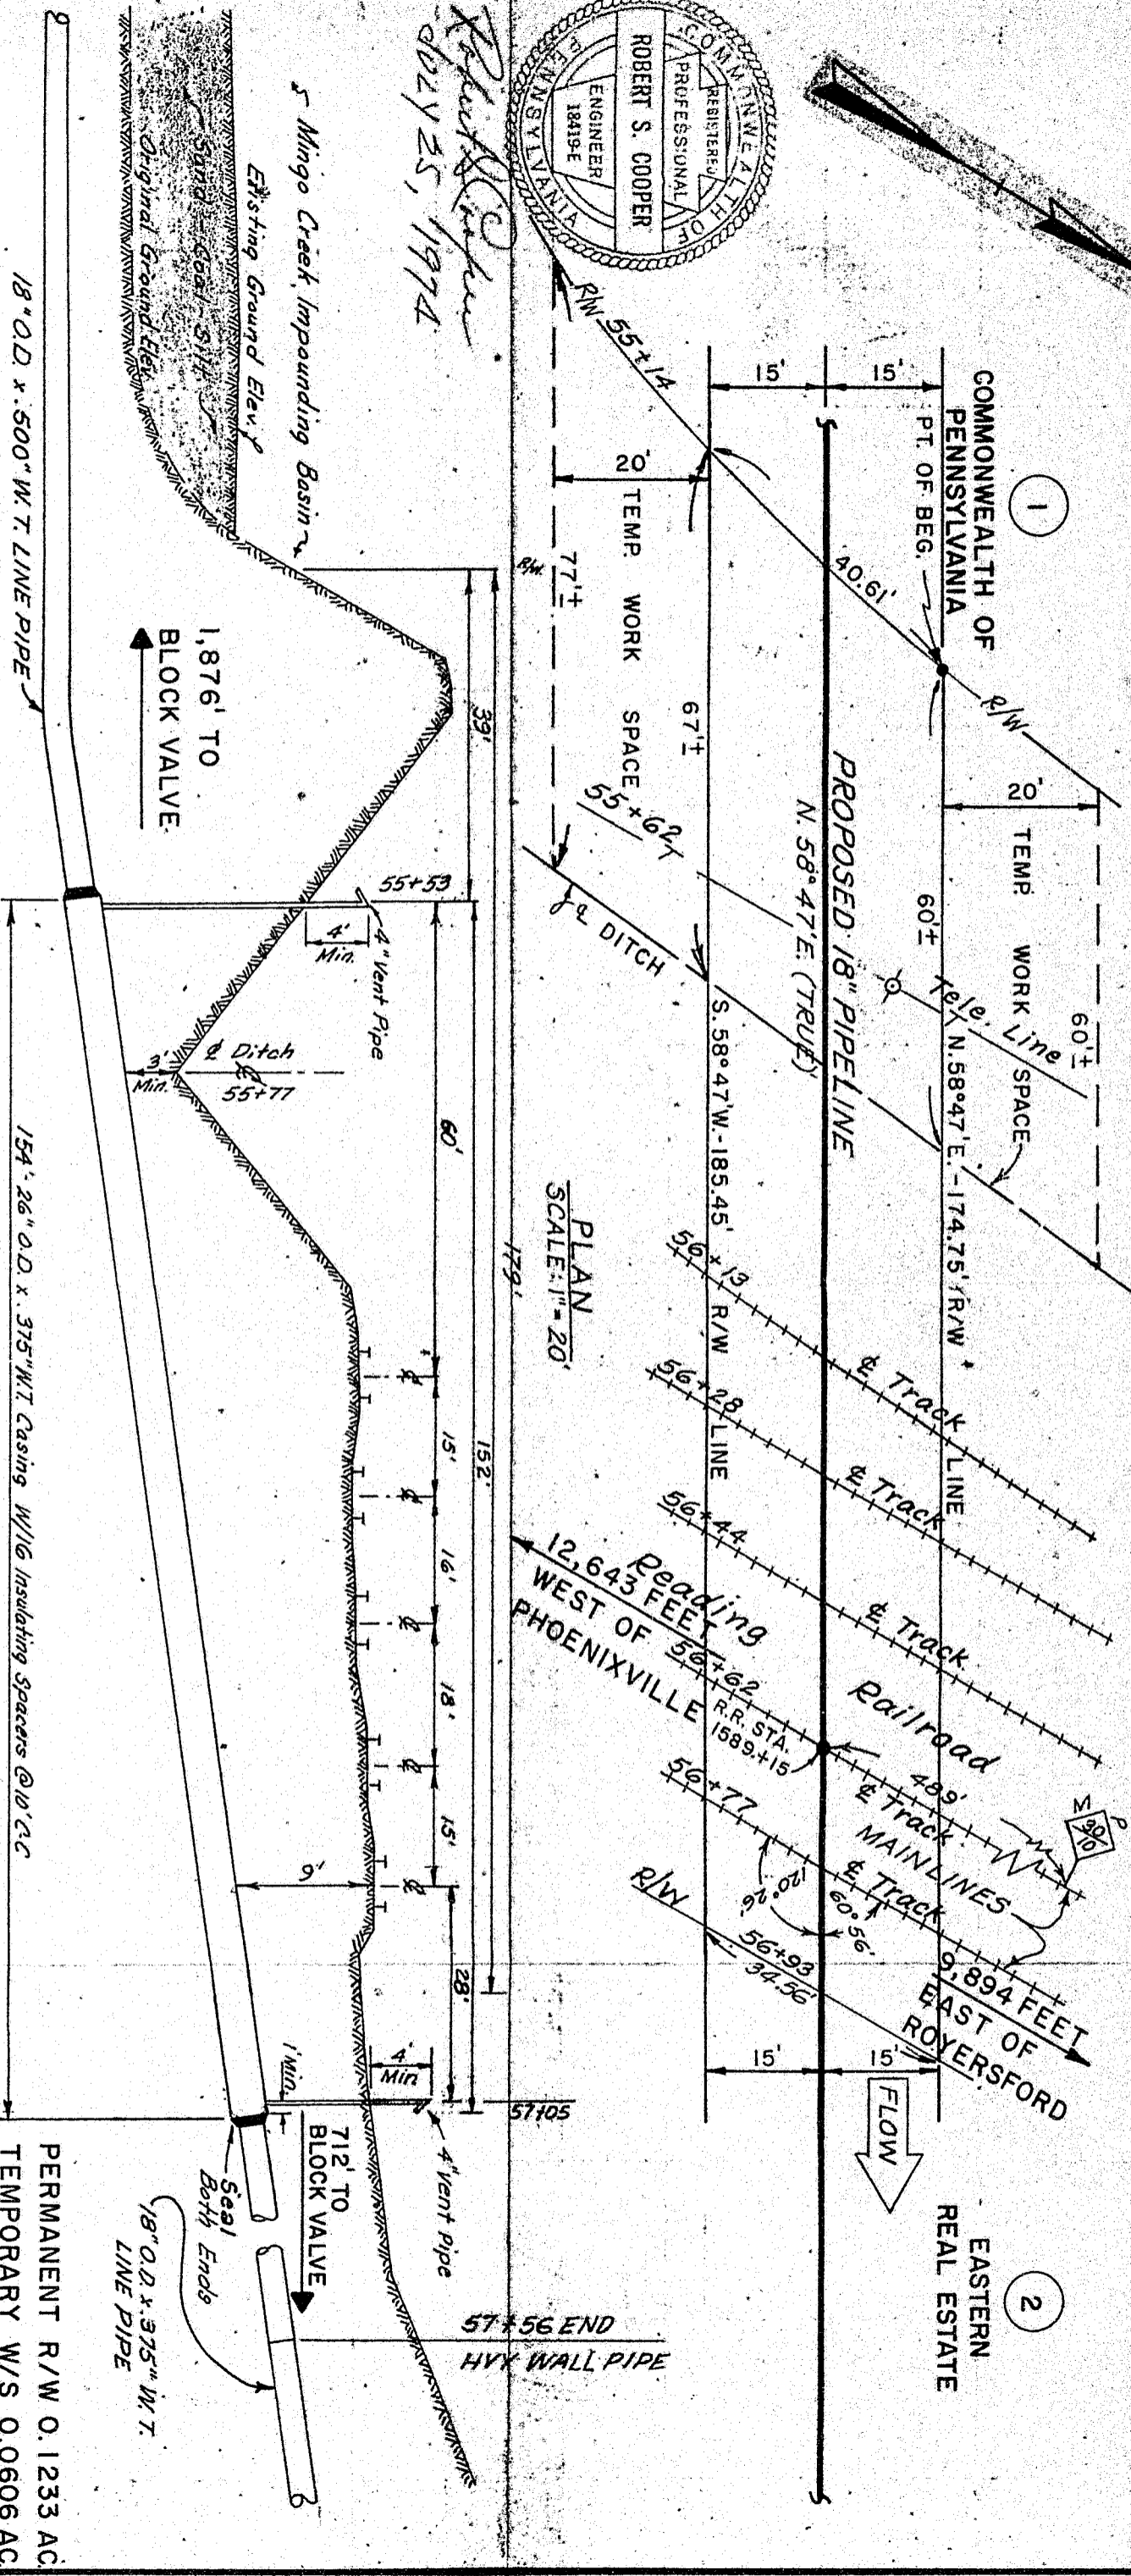 COMMONWEALTH OF
PENNSYLVANIA
REGISTERED
PROFESSIONAL
ROBERT S. COOPER
ENGINEER
18419-E
Robert S Cooper
JULY 25, 1974
1
COMMONWEALTH OF
PENNSYLVANIA
PT. OF BEG.
15'
15'
R/W 55+14
40.61'
R/W
20'
TEMP. WORK SPACE
60'±
20'
TEMP. WORK SPACE
77'±
67'±
60'±
55+62
Tele. Line
℄ DITCH
PROPOSED 18" PIPELINE
N. 58°47'E. (TRUE)
N.58°47'E.-174.75' R/W LINE
S. 58°47'W.-185.45' R/W LINE
PLAN
SCALE: 1"=20'
56+13
℄ Track
56+28
℄ Track
56+44
℄ Track
Reading
Railroad
12,643 FEET
WEST OF
PHOENIXVILLE
56+62
R.R. STA.
1589+15
489'
℄ Track
MAIN LINES
℄ Track
M
P
30/10
56+77
120°26'
60°56'
R/W
56+93
34.56'
9,894 FEET
EAST OF
ROYERSFORD
15'
15'
FLOW
2
EASTERN
REAL ESTATE
Mingo Creek Impounding Basin
Existing Ground Elev.
Sand Coal Silt
Original Ground Elev.
18" O.D. x .500" W.T. LINE PIPE
1,876' TO
BLOCK VALVE
R/W
39'
179'
152'
55+53
4'
Min.
4" Vent Pipe
℄ Ditch
55+77
3'
Min.
60'
15'
16'
18'
15'
28'
℄
℄
℄
℄
℄
9'
154'-26" O.D. x .375" W.T. Casing W/16 Insulating Spacers @10' C.C
1' Min.
4'
Min
57+05
4" Vent Pipe
712' TO
BLOCK VALVE
Seal
Both Ends
18" O.D. x .375" W.T.
LINE PIPE
57+56 END
HVY WALL PIPE
PERMANENT R/W 0.1233 AC.
TEMPORARY W/S 0.0606 AC.